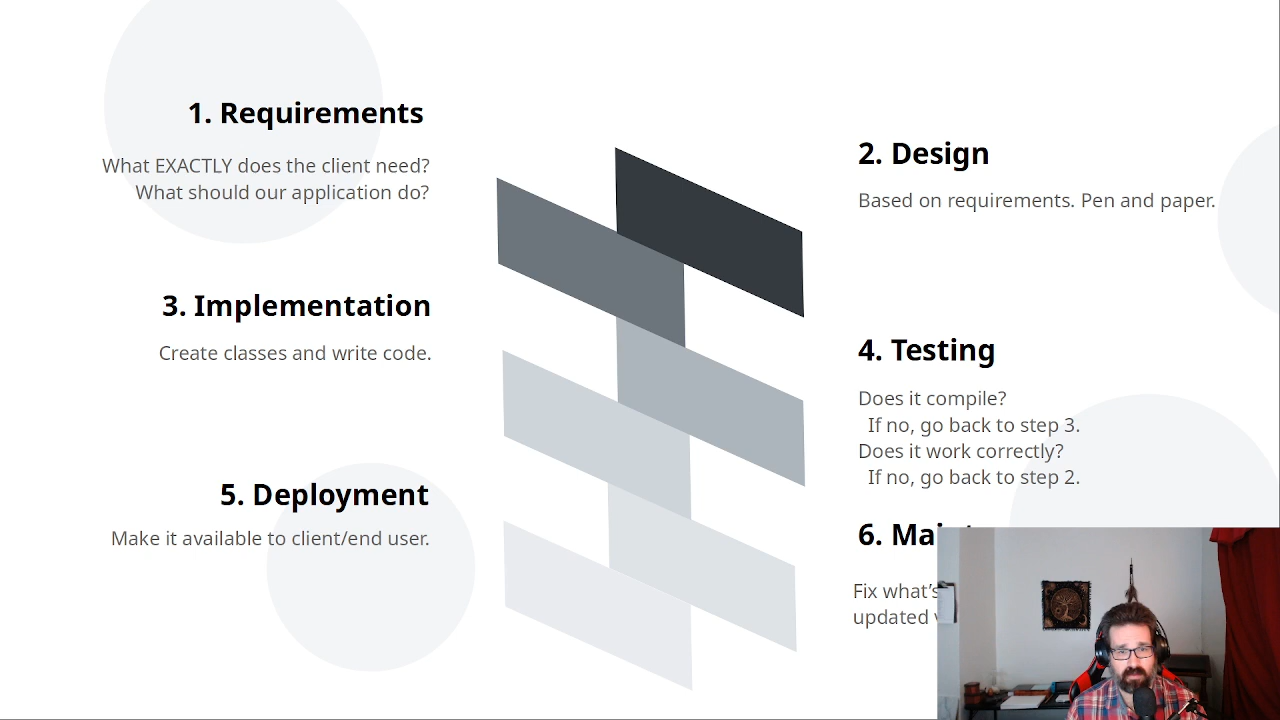 1. Requirements
What EXACTLY does the client need?
What should our application do?
2. Design
Based on requirements. Pen and paper.
3. Implementation
Create classes and write code.
4. Testing
Does it compile?
If no, go back to step 3.
Does it work correctly?
If no, go back to step 2.
5. Deployment
Make it available to client/end user.
6.
Fix what's
updated